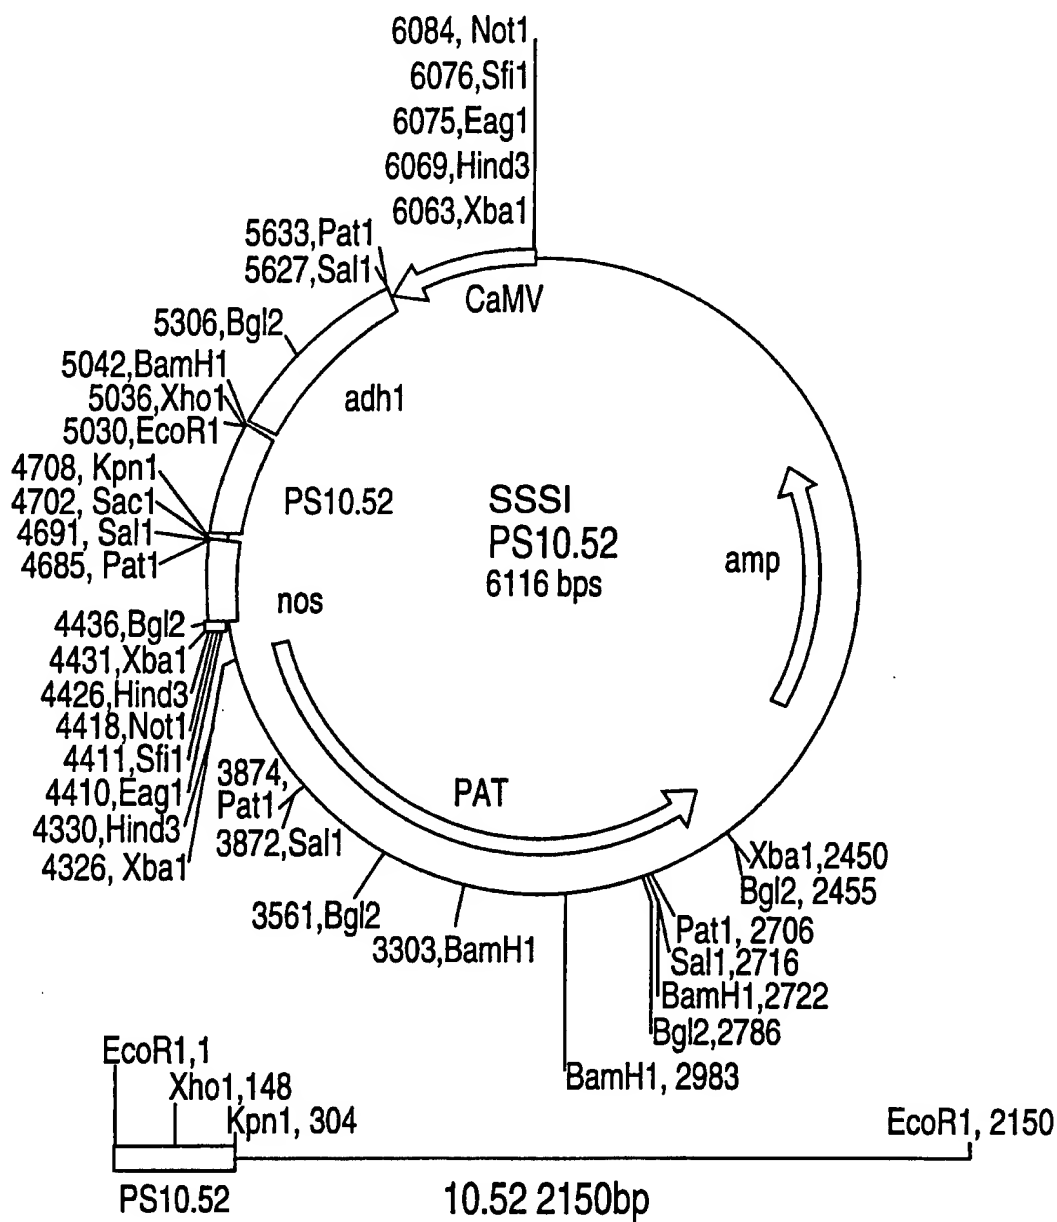 6084, Not1
6076,Sfi1
6075,Eag1
6069,Hind3
6063,Xba1
5633,Pat1
5627,Sal1
CaMV
5306,Bgl2
5042,BamH1
5036,Xho1
5030,EcoR1
adh1
4708, Kpn1
4702, Sac1
4691, Sal1
4685, Pat1
PS10.52
SSSI
PS10.52
6116 bps
amp
nos
4436,Bgl2
4431,Xba1
4426,Hind3
4418,Not1
4411,Sfi1
4410,Eag1
4330,Hind3
4326, Xba1
3874,
Pat1
3872,Sal1
PAT
3561,Bgl2
3303,BamH1
Xba1,2450
Bgl2, 2455
Pat1, 2706
Sal1,2716
BamH1,2722
Bgl2,2786
BamH1, 2983
EcoR1,1
Xho1,148
Kpn1, 304
EcoR1, 2150
PS10.52
10.52 2150bp